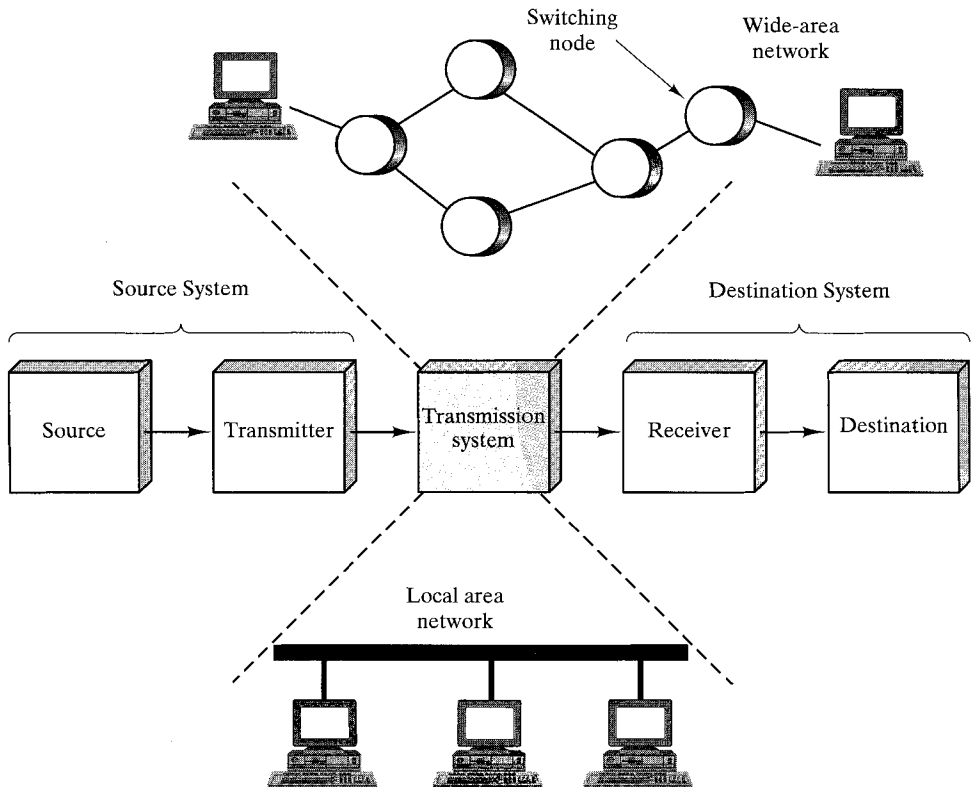 Switching
node
Wide-area
network
Source System
Destination System
Source
Transmitter
Transmission
system
Receiver
Destination
Local area
network